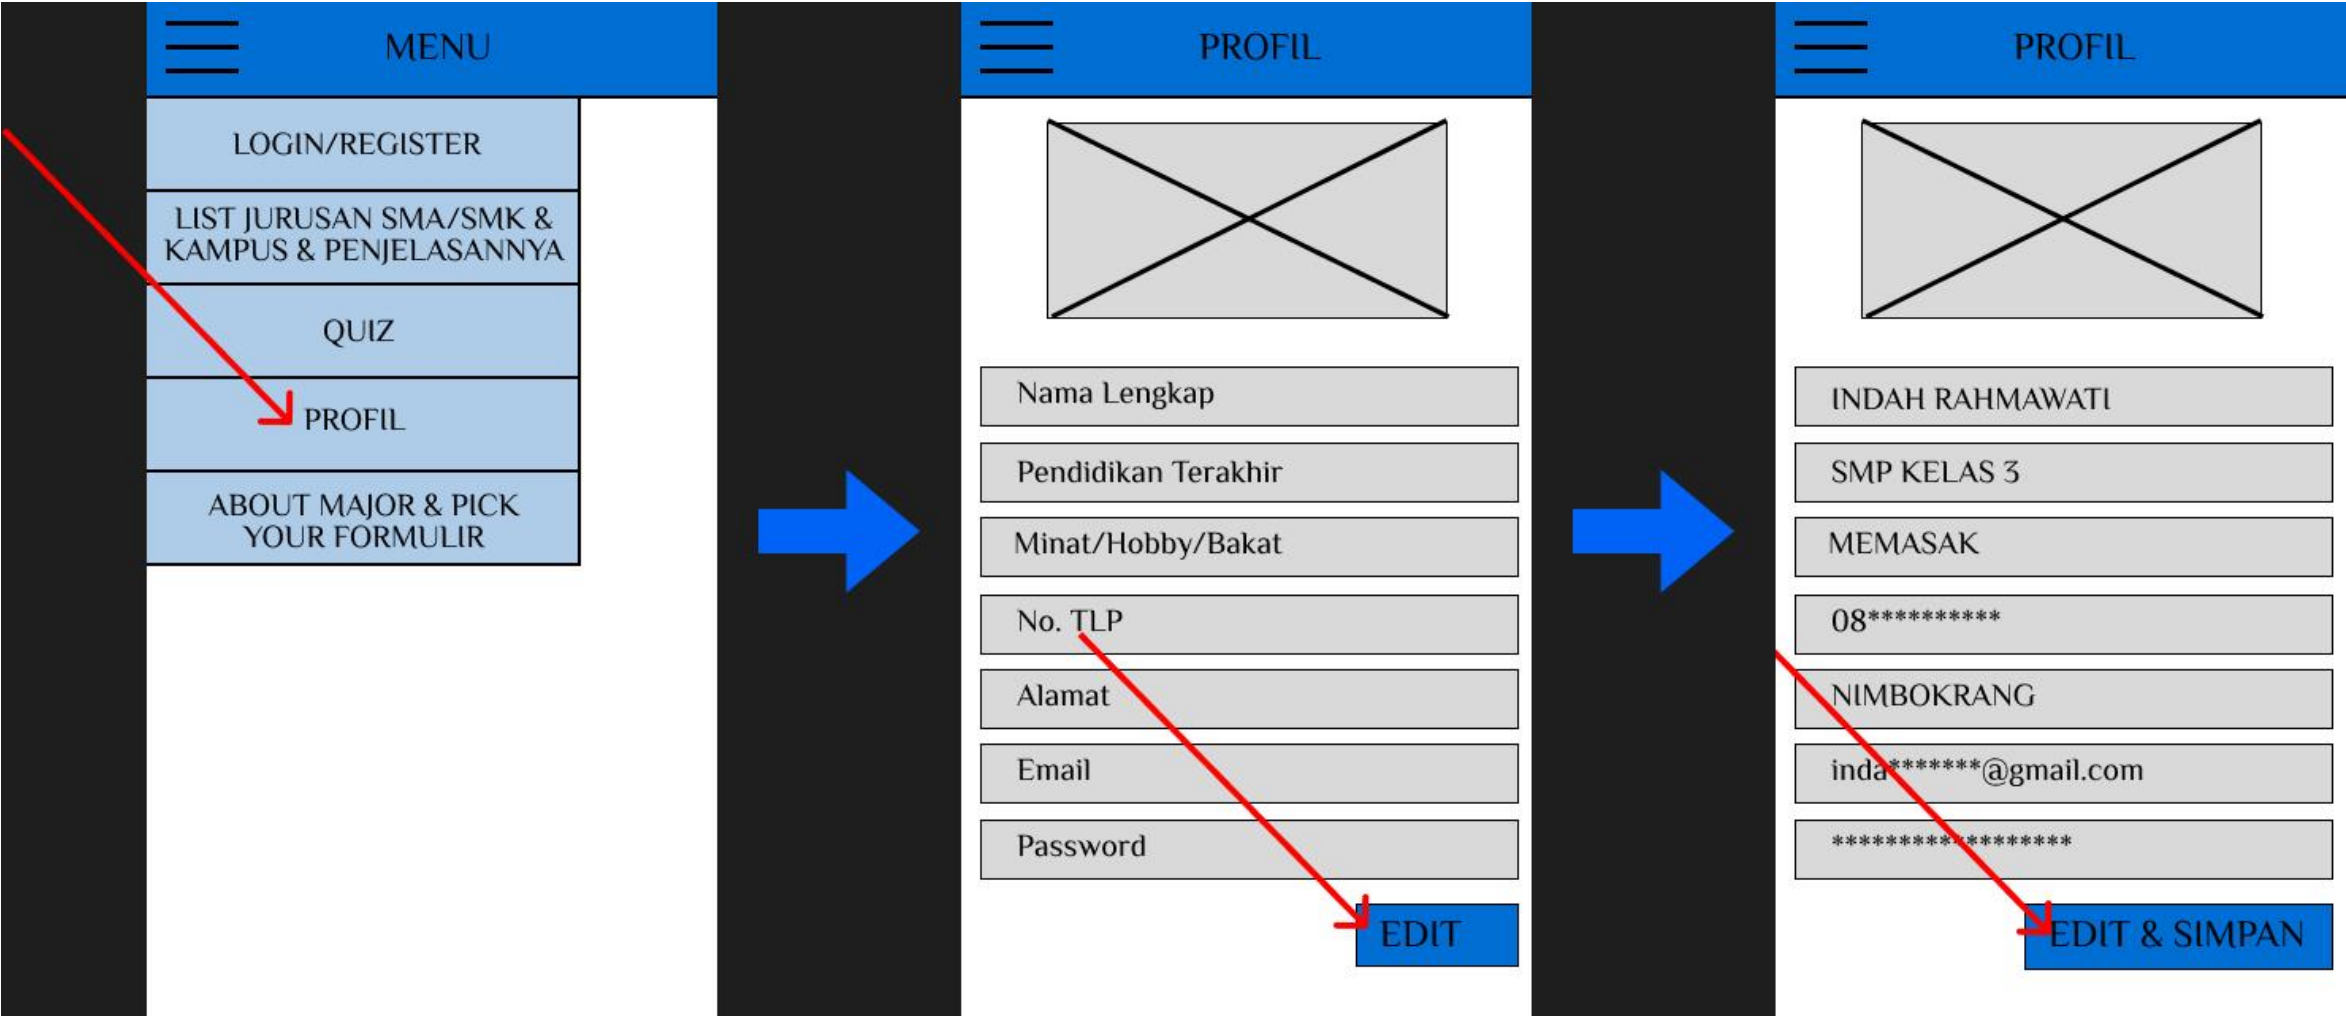 MENU
LOGIN/REGISTER
LIST JURUSAN SMA/SMK &
KAMPUS & PENJELASANNYA
QUIZ
PROFIL
ABOUT MAJOR & PICK
YOUR FORMULIR
PROFIL
Nama Lengkap
Pendidikan Terakhir
Minat/Hobby/Bakat
No. TLP
Alamat
Email
Password
EDIT
PROFIL
INDAH RAHMAWATI
SMP KELAS 3
MEMASAK
08**********
NIMBOKRANG
inda*******@gmail.com
******************
EDIT & SIMPAN